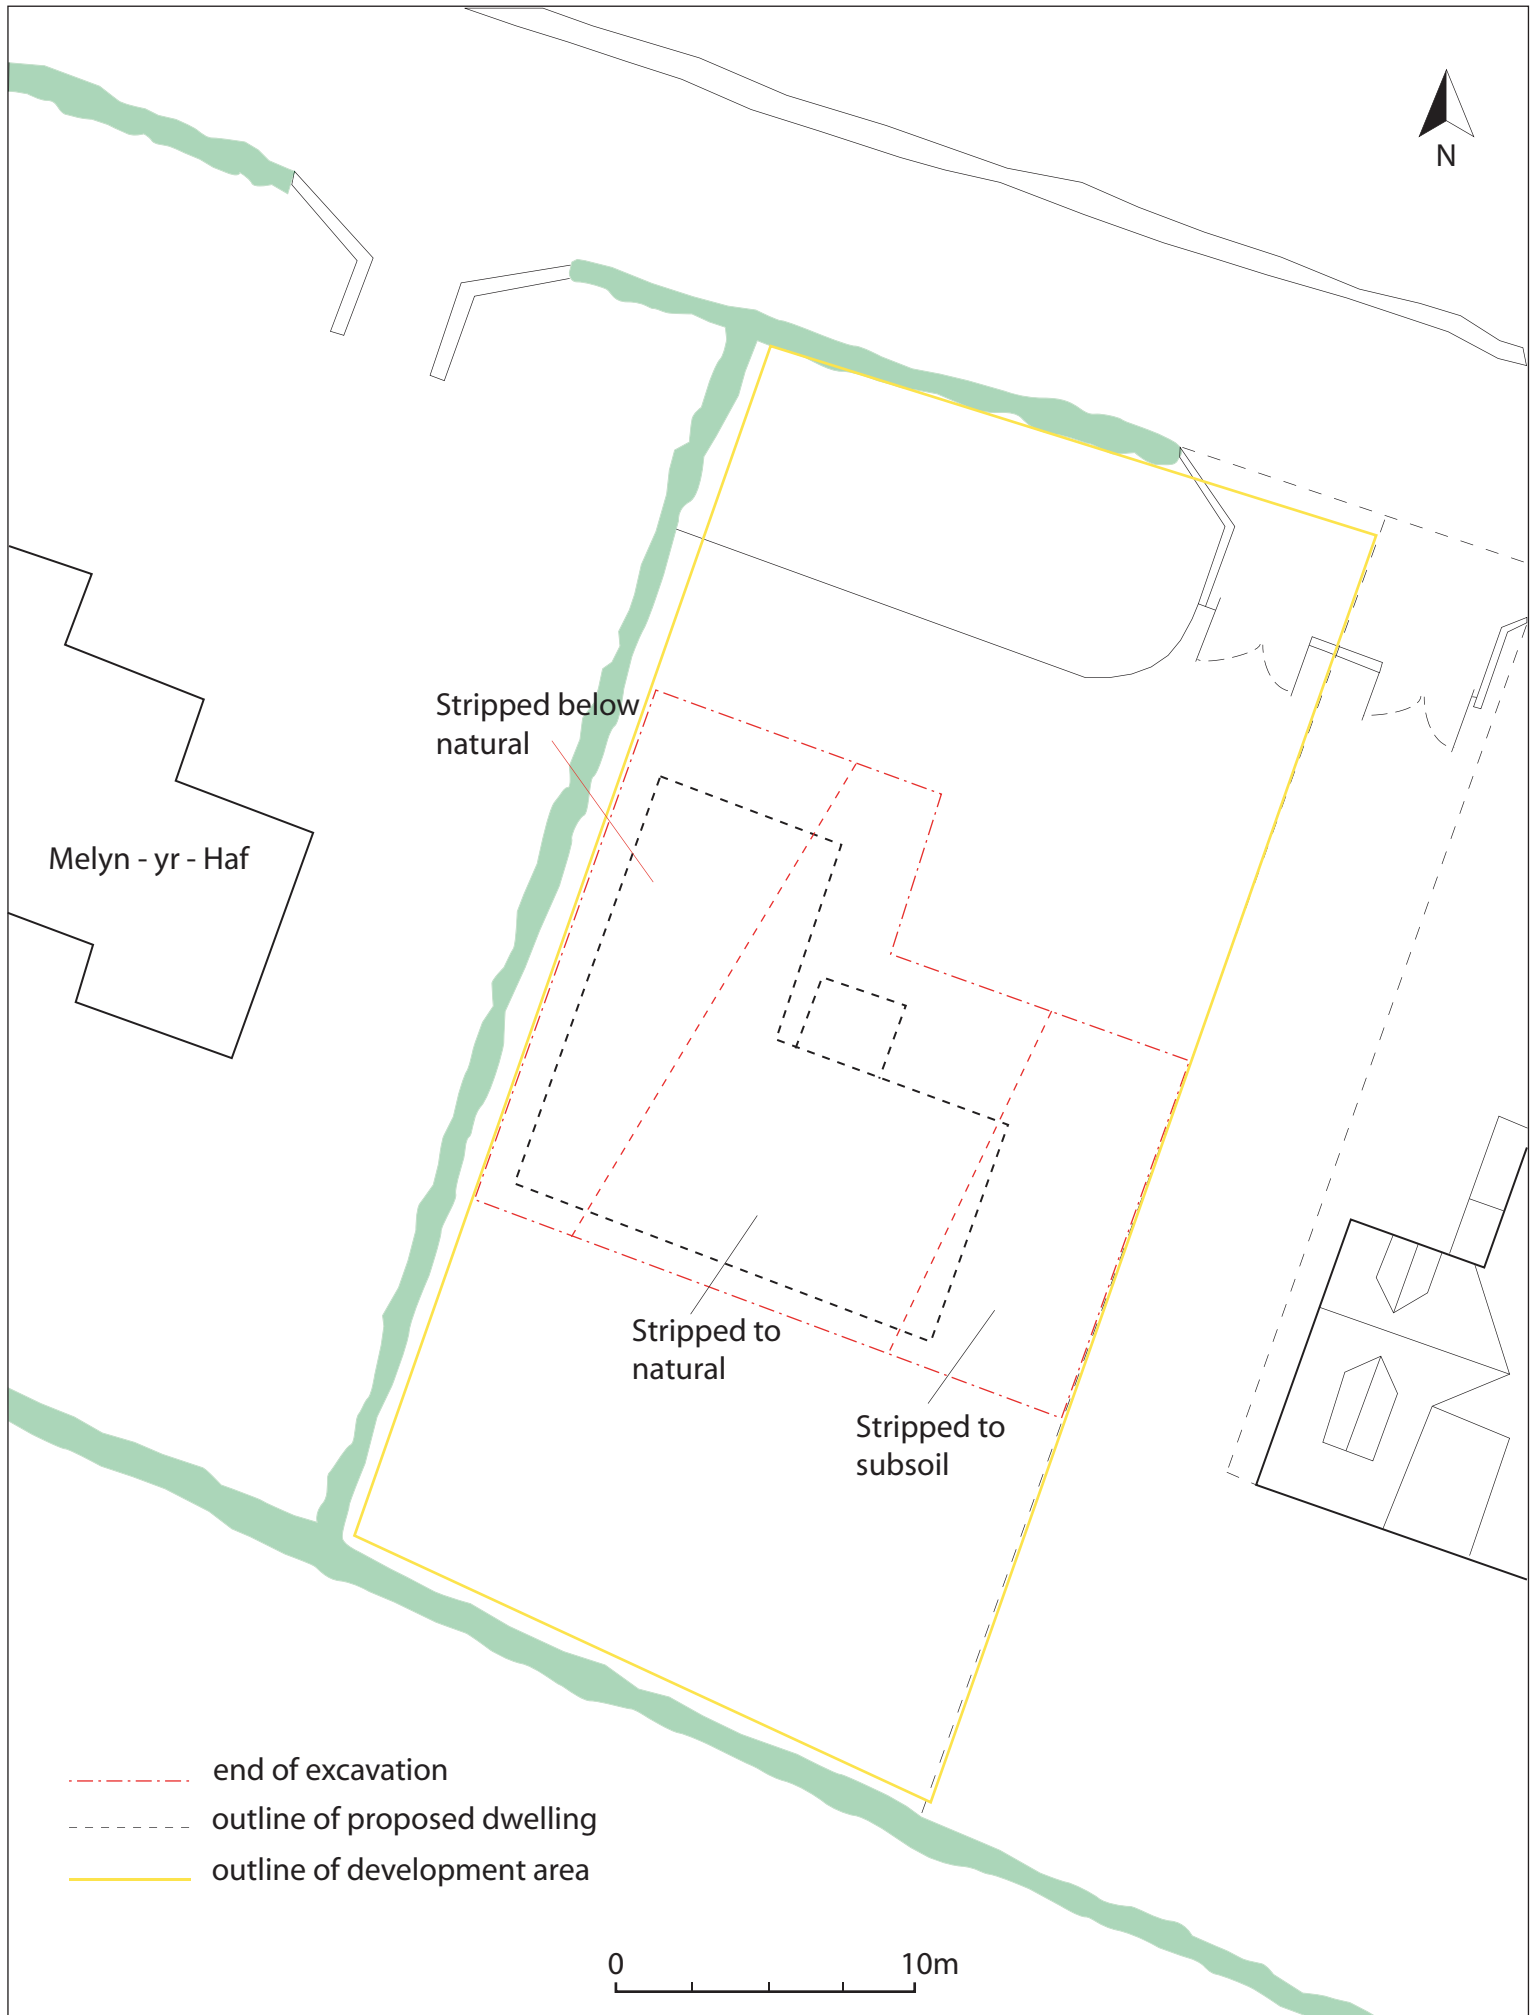 N
Stripped below
natural
Melyn - yr - Haf
Stripped to
natural
Stripped to
subsoil
end of excavation
outline of proposed dwelling
outline of development area
0 10m